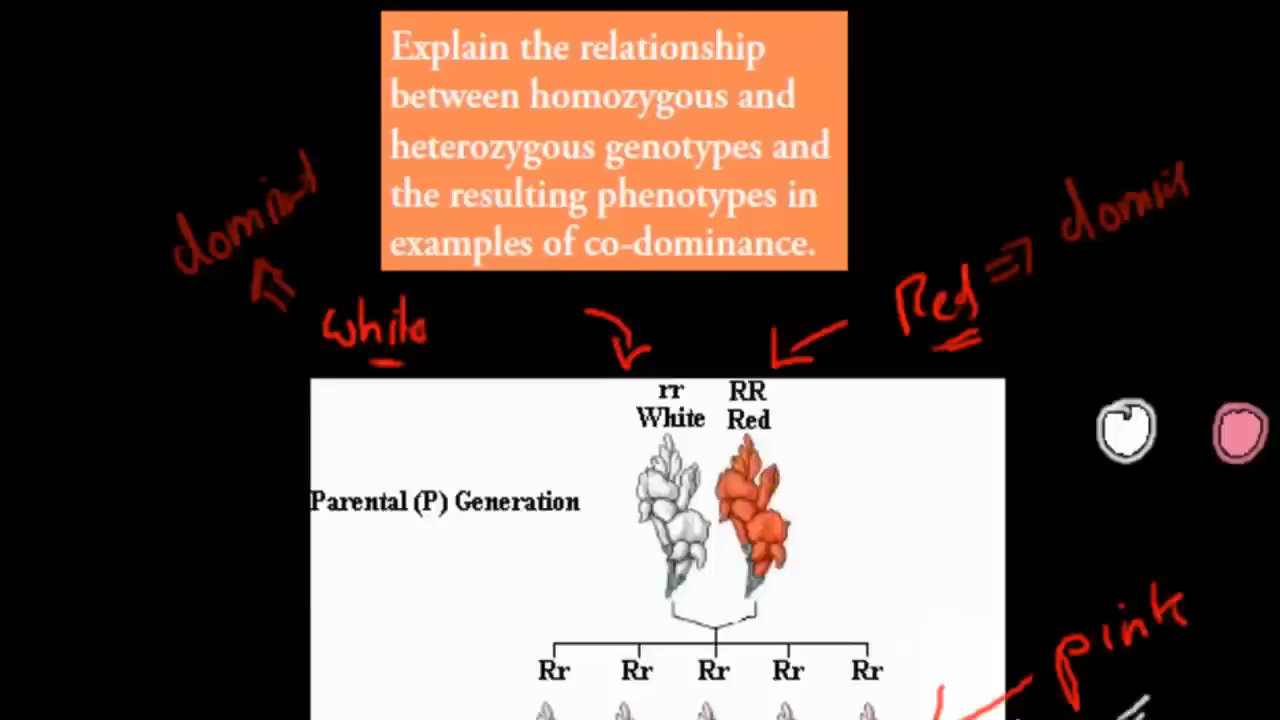 Explain the relationship
between homozygous and
heterozygous genotypes and
the resulting phenotypes in
examples of co-dominance.
dominant
white
Red => domin
rr RR
White Red
Parental (P) Generation
Rr Rr Rr Rr Rr
pink